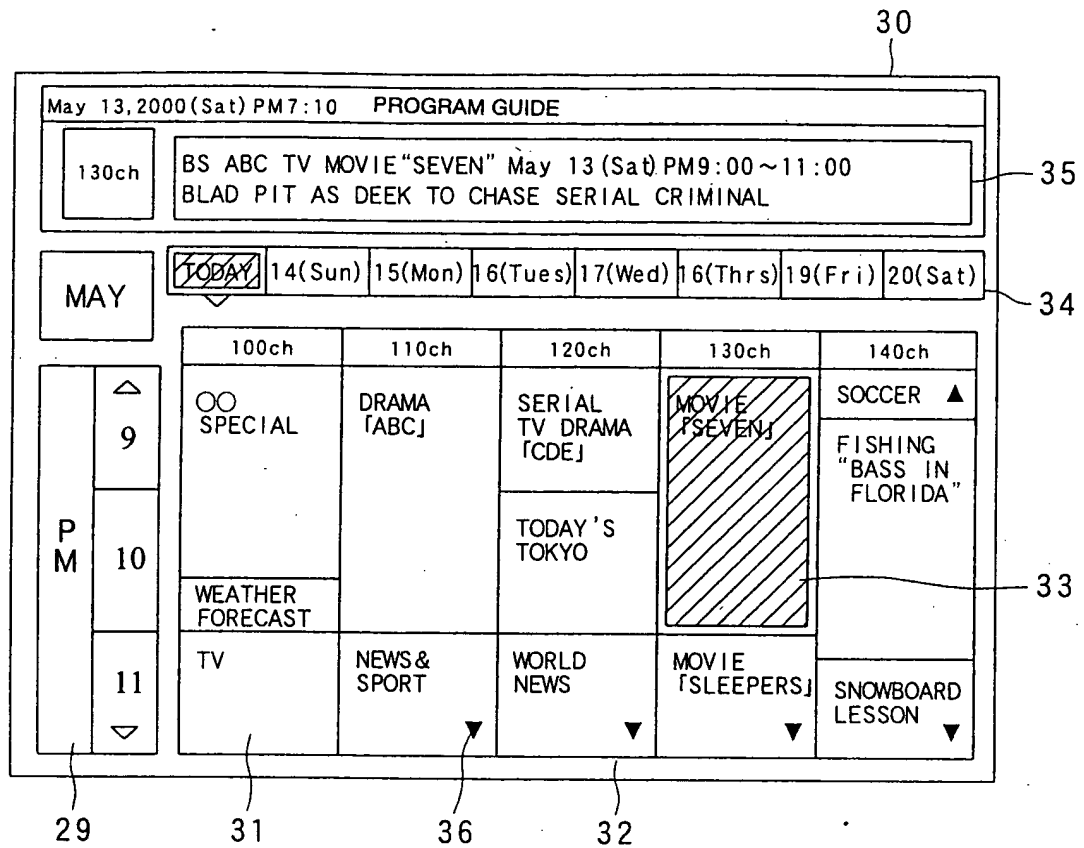 30
May 13,2000(Sat) PM7:10 PROGRAM GUIDE
130ch
BS ABC TV MOVIE“SEVEN” May 13(Sat) PM9:00~11:00
BLAD PIT AS DEEK TO CHASE SERIAL CRIMINAL
35
MAY
TODAY 14(Sun) 15(Mon) 16(Tues) 17(Wed) 16(Thrs) 19(Fri) 20(Sat)
34
100ch 110ch 120ch 130ch 140ch
PM
9
10
11
○○
SPECIAL
WEATHER
FORECAST
TV
DRAMA
「ABC」
NEWS&
SPORT
▼
SERIAL
TV DRAMA
「CDE」
TODAY'S
TOKYO
WORLD
NEWS
▼
MOVIE
「SEVEN」
MOVIE
「SLEEPERS」
▼
SOCCER ▲
FISHING
“BASS IN
FLORIDA”
SNOWBOARD
LESSON
▼
33
29
31
36
32